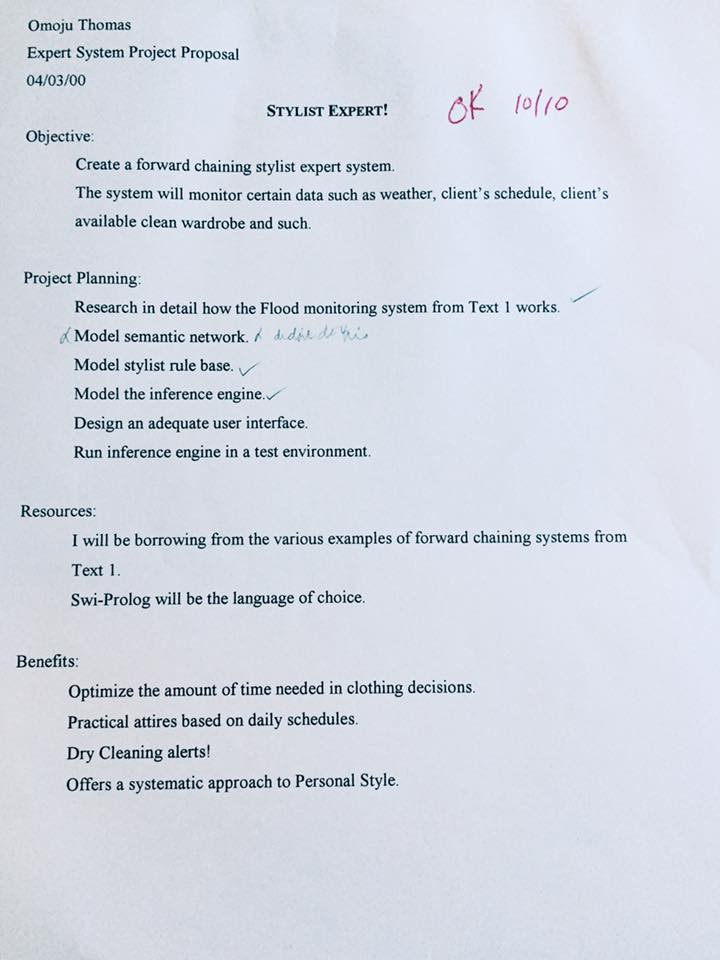 Omoju Thomas
Expert System Project Proposal
04/03/00
STYLIST EXPERT! OK 10/10
Objective:
Create a forward chaining stylist expert system.
The system will monitor certain data such as weather, client's schedule, client's
available clean wardrobe and such.
Project Planning:
Research in detail how the Flood monitoring system from Text 1 works.
Model semantic network.
Model stylist rule base.
Model the inference engine.
Design an adequate user interface.
Run inference engine in a test environment.
Resources:
I will be borrowing from the various examples of forward chaining systems from
Text 1.
Swi-Prolog will be the language of choice.
Benefits:
Optimize the amount of time needed in clothing decisions.
Practical attires based on daily schedules.
Dry Cleaning alerts!
Offers a systematic approach to Personal Style.